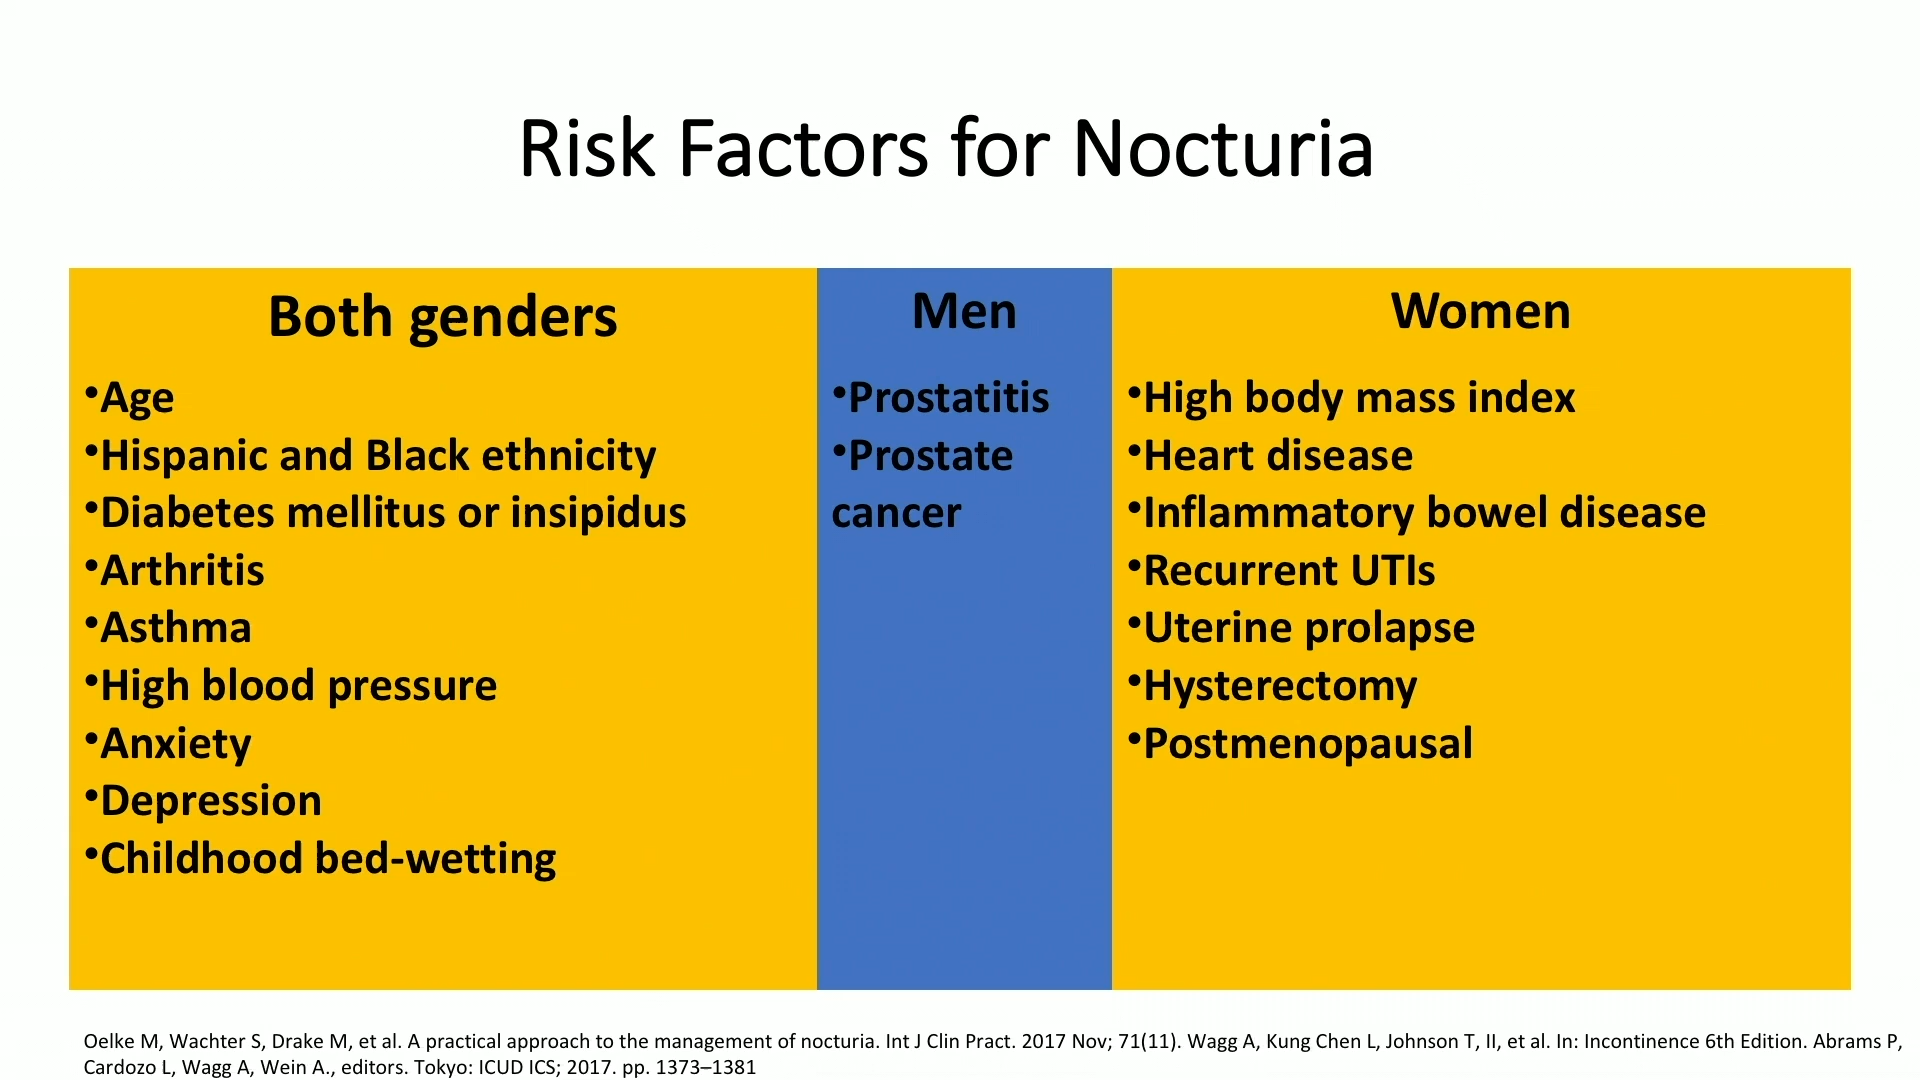 Risk Factors for Nocturia
Both genders
•Age
•Hispanic and Black ethnicity
•Diabetes mellitus or insipidus
•Arthritis
•Asthma
•High blood pressure
•Anxiety
•Depression
•Childhood bed-wetting
Men
•Prostatitis
•Prostate
cancer
Women
•High body mass index
•Heart disease
•Inflammatory bowel disease
•Recurrent UTIs
•Uterine prolapse
•Hysterectomy
•Postmenopausal
Oelke M, Wachter S, Drake M, et al. A practical approach to the management of nocturia. Int J Clin Pract. 2017 Nov; 71(11). Wagg A, Kung Chen L, Johnson T, II, et al. In: Incontinence 6th Edition. Abrams P,
Cardozo L, Wagg A, Wein A., editors. Tokyo: ICUD ICS; 2017. pp. 1373–1381